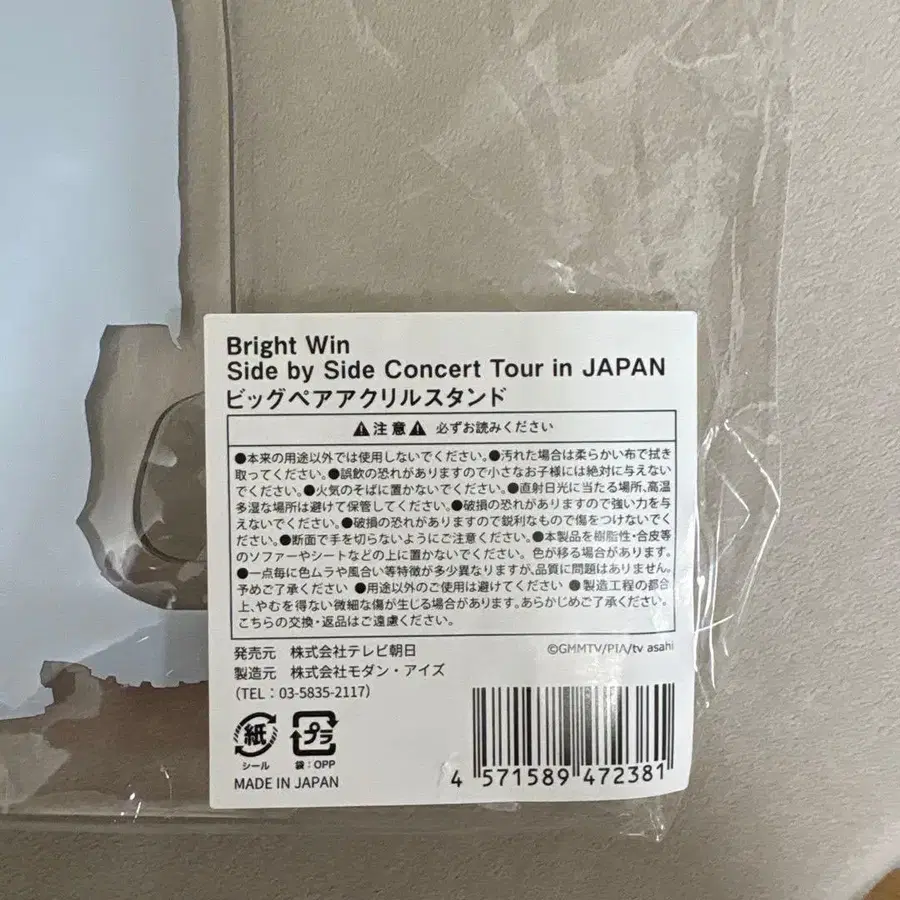 Bright Win
Side by Side Concert Tour in JAPAN
ビッグペアアクリルスタンド
⚠注意⚠ 必ずお読みください
●本来の用途以外では使用しないでください。●汚れた場合は柔らかい布で拭き
取ってください。●誤飲の恐れがありますので小さなお子様には絶対に与えない
でください。●火気のそばに置かないでください。●直射日光に当たる場所、高温
多湿な場所は避けて保管してください。●破損の恐れがありますので強い力を与
えないでください。●破損の恐れがありますので鋭利なもので傷をつけないでく
ださい。●断面で手を切らないようにご注意ください。●本製品を樹脂性・合皮等
のソファーやシートなどの上に置かないでください。色が移る場合があります。
●一点毎に色ムラや風合い等特徴が多少異なりますが、品質に問題はありません。
予めご了承ください ●用途以外のご使用は避けてください ●製造工程の都合
上、やむを得ない微細な傷が生じる場合があります。あらかじめご了承ください。
こちらの交換・返品はご遠慮ください。
発売元 株式会社テレビ朝日
©GMMTV/PIA/tv asahi
製造元 株式会社モダン・アイズ
(TEL：03-5835-2117)
紙 プラ
シール 袋：OPP
MADE IN JAPAN
4 571589 472381